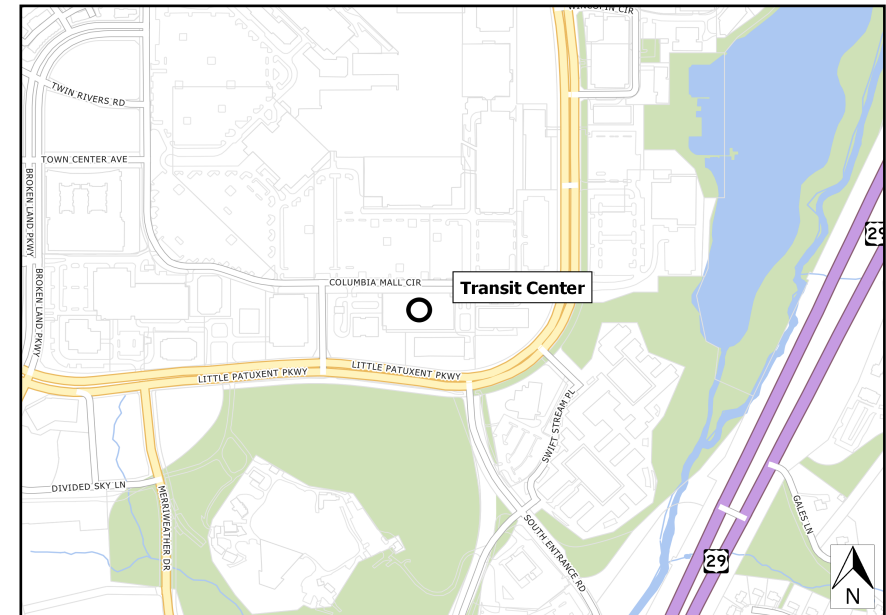 WINCOPIN CIR
TWIN RIVERS RD
TOWN CENTER AVE
BROKEN LAND PKWY
29
BROKEN LAND PKWY
COLUMBIA MALL CIR
Transit Center
LITTLE PATUXENT PKWY
LITTLE PATUXENT PKWY
SWIFT STREAM PL
DIVIDED SKY LN
MERRIWEATHER DR
SOUTH ENTRANCE RD
GALES LN
29
N